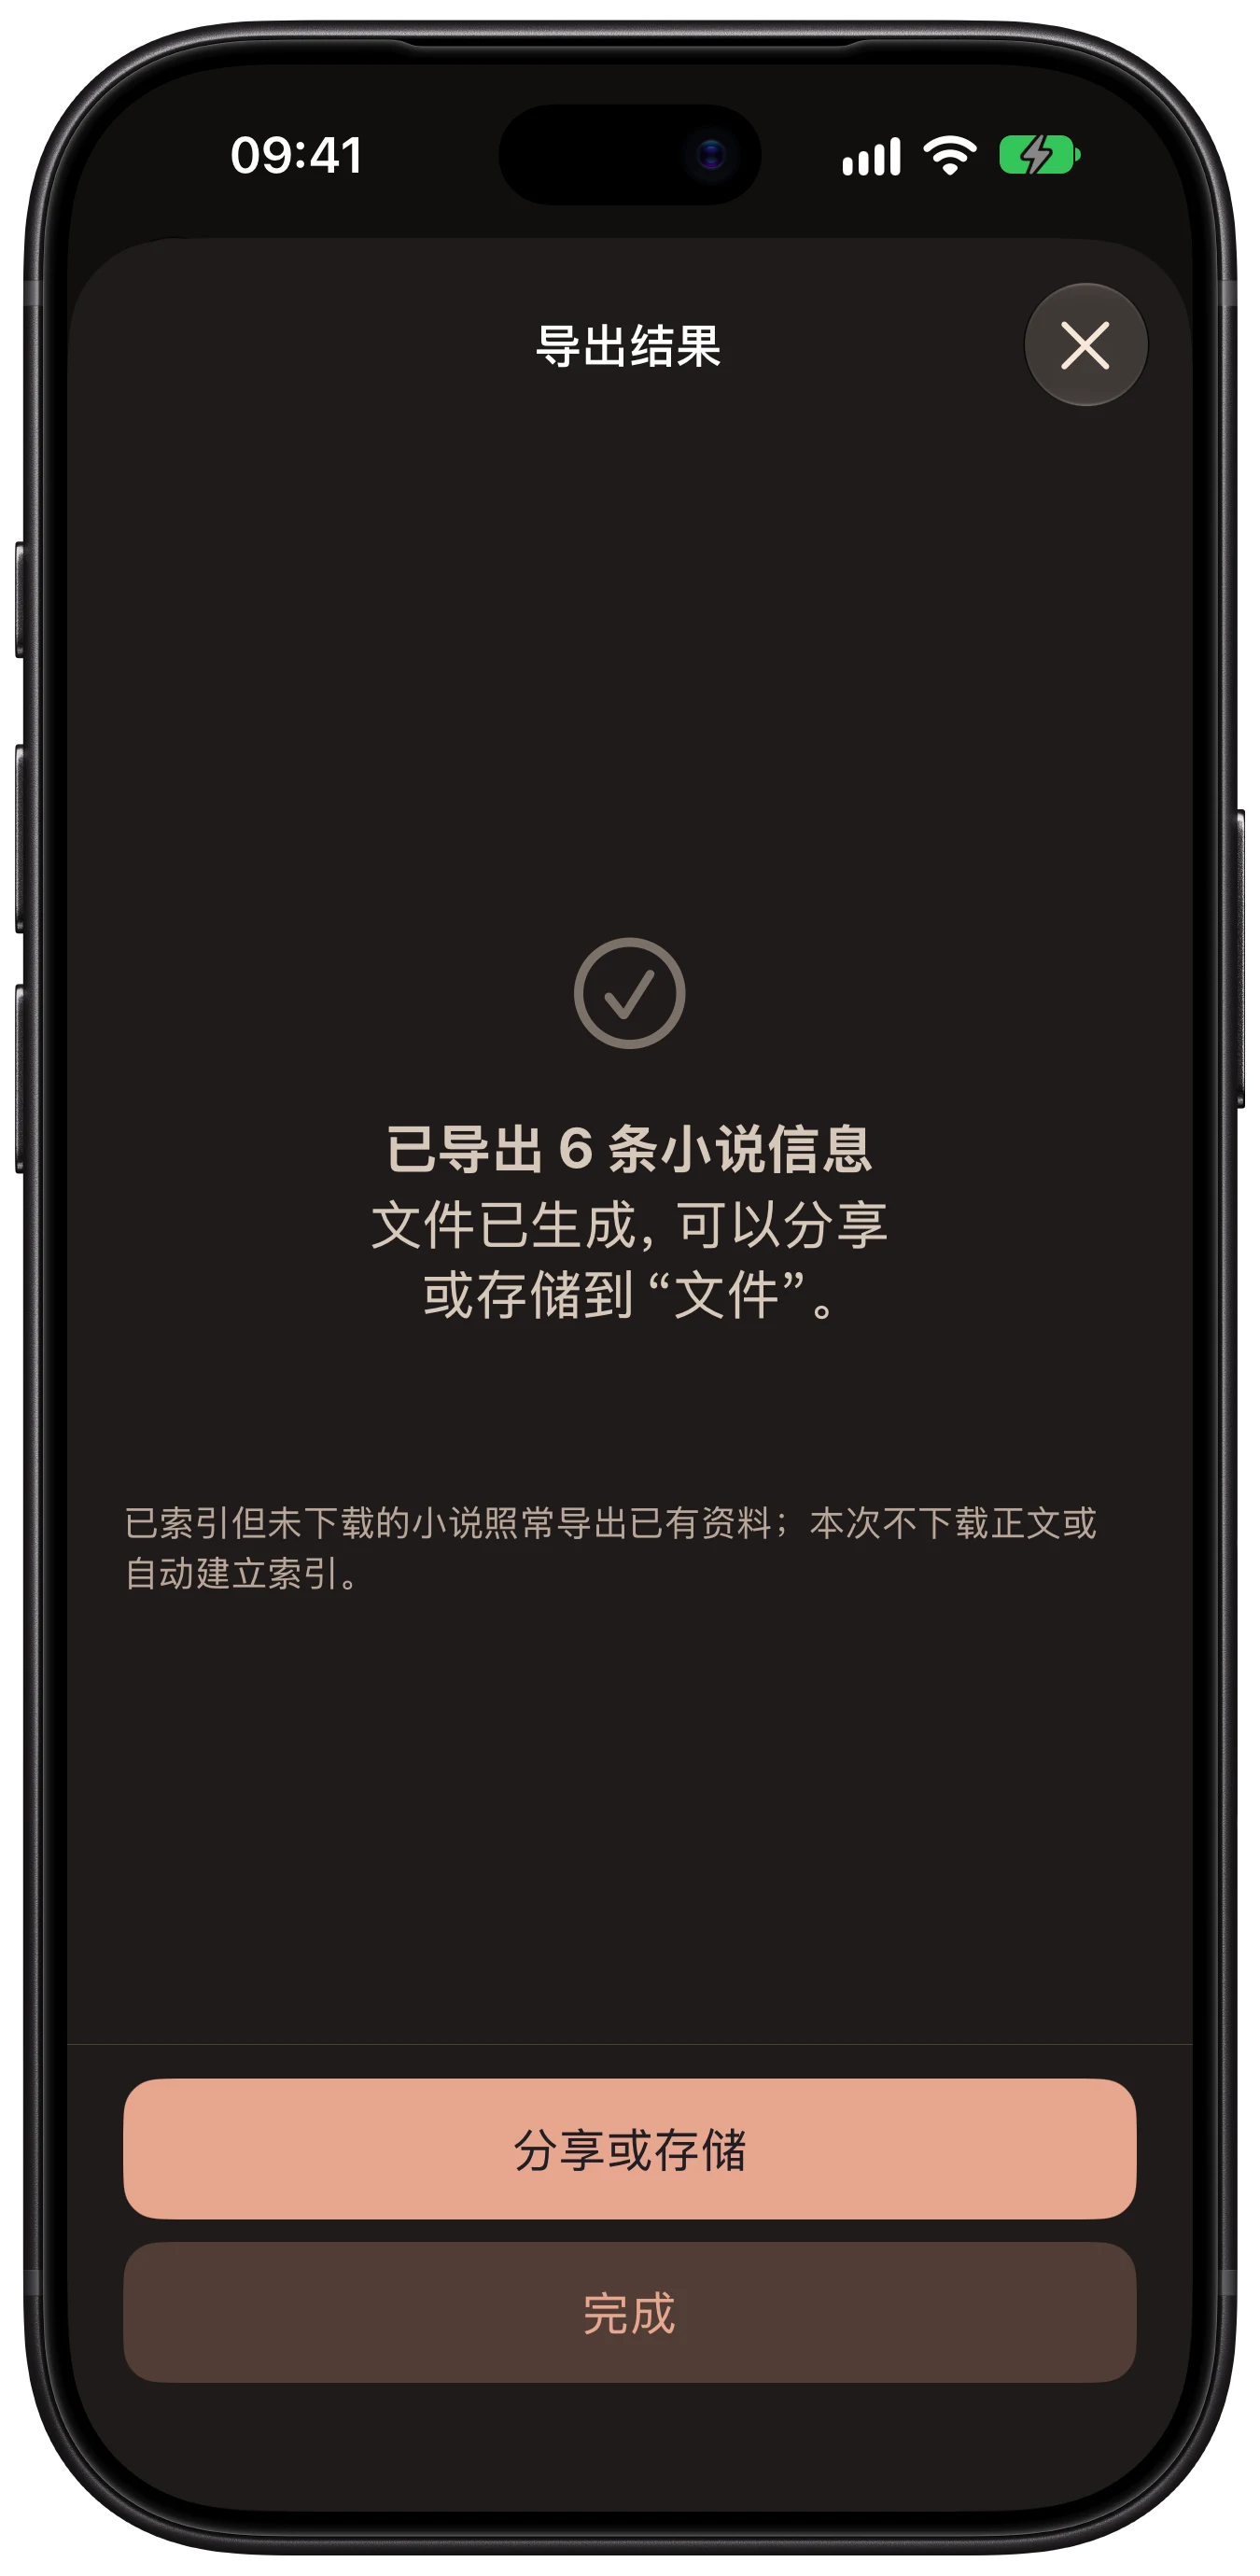 09:41
导出结果
已导出 6 条小说信息
文件已生成，可以分享
或存储到“文件”。
已索引但未下载的小说照常导出已有资料；本次不下载正文或
自动建立索引。
分享或存储
完成